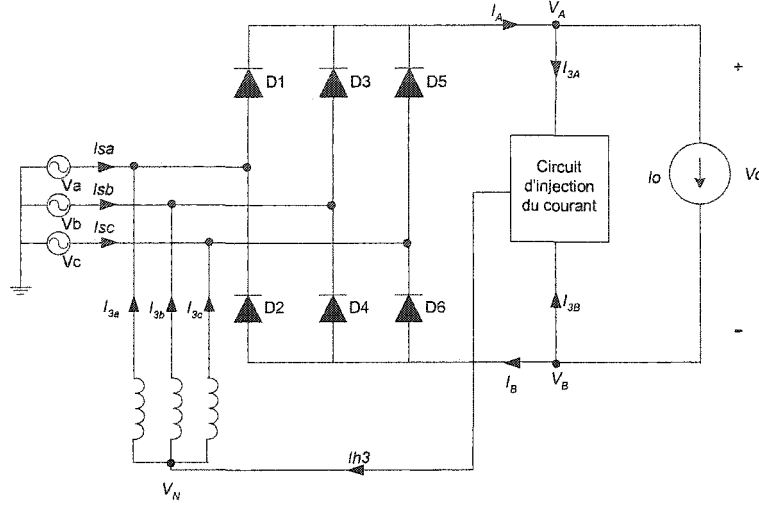 I_A
V_A
D1
D3
D5
I_3A
+
Isa
Va
Isb
Vb
Isc
Vc
Circuit
d'injection
du courant
Io
I_3a
I_3b
I_3c
D2
D4
D6
I_3B
-
I_B
V_B
Ih3
V_N